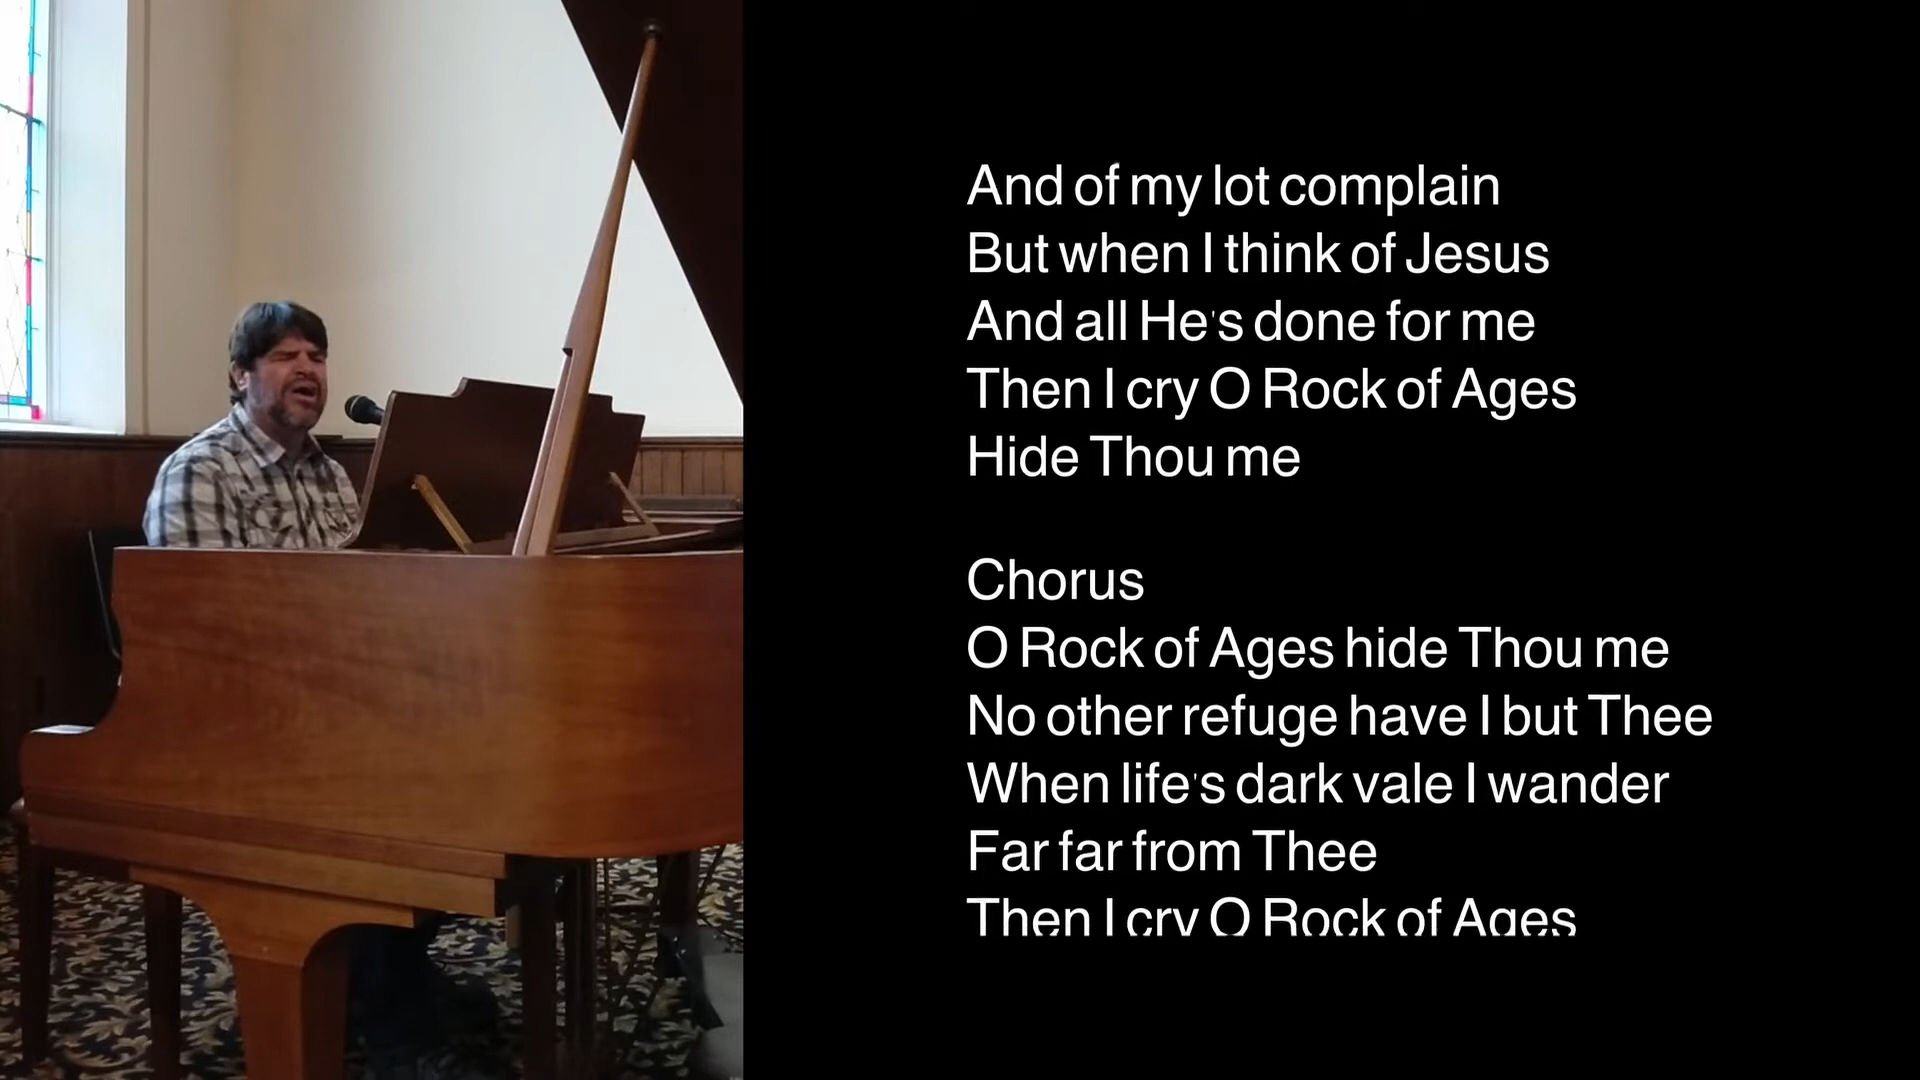 And of my lot complain
But when I think of Jesus
And all He's done for me
Then I cry O Rock of Ages
Hide Thou me
Chorus
O Rock of Ages hide Thou me
No other refuge have I but Thee
When life's dark vale I wander
Far far from Thee
Then I cry O Rock of Ages